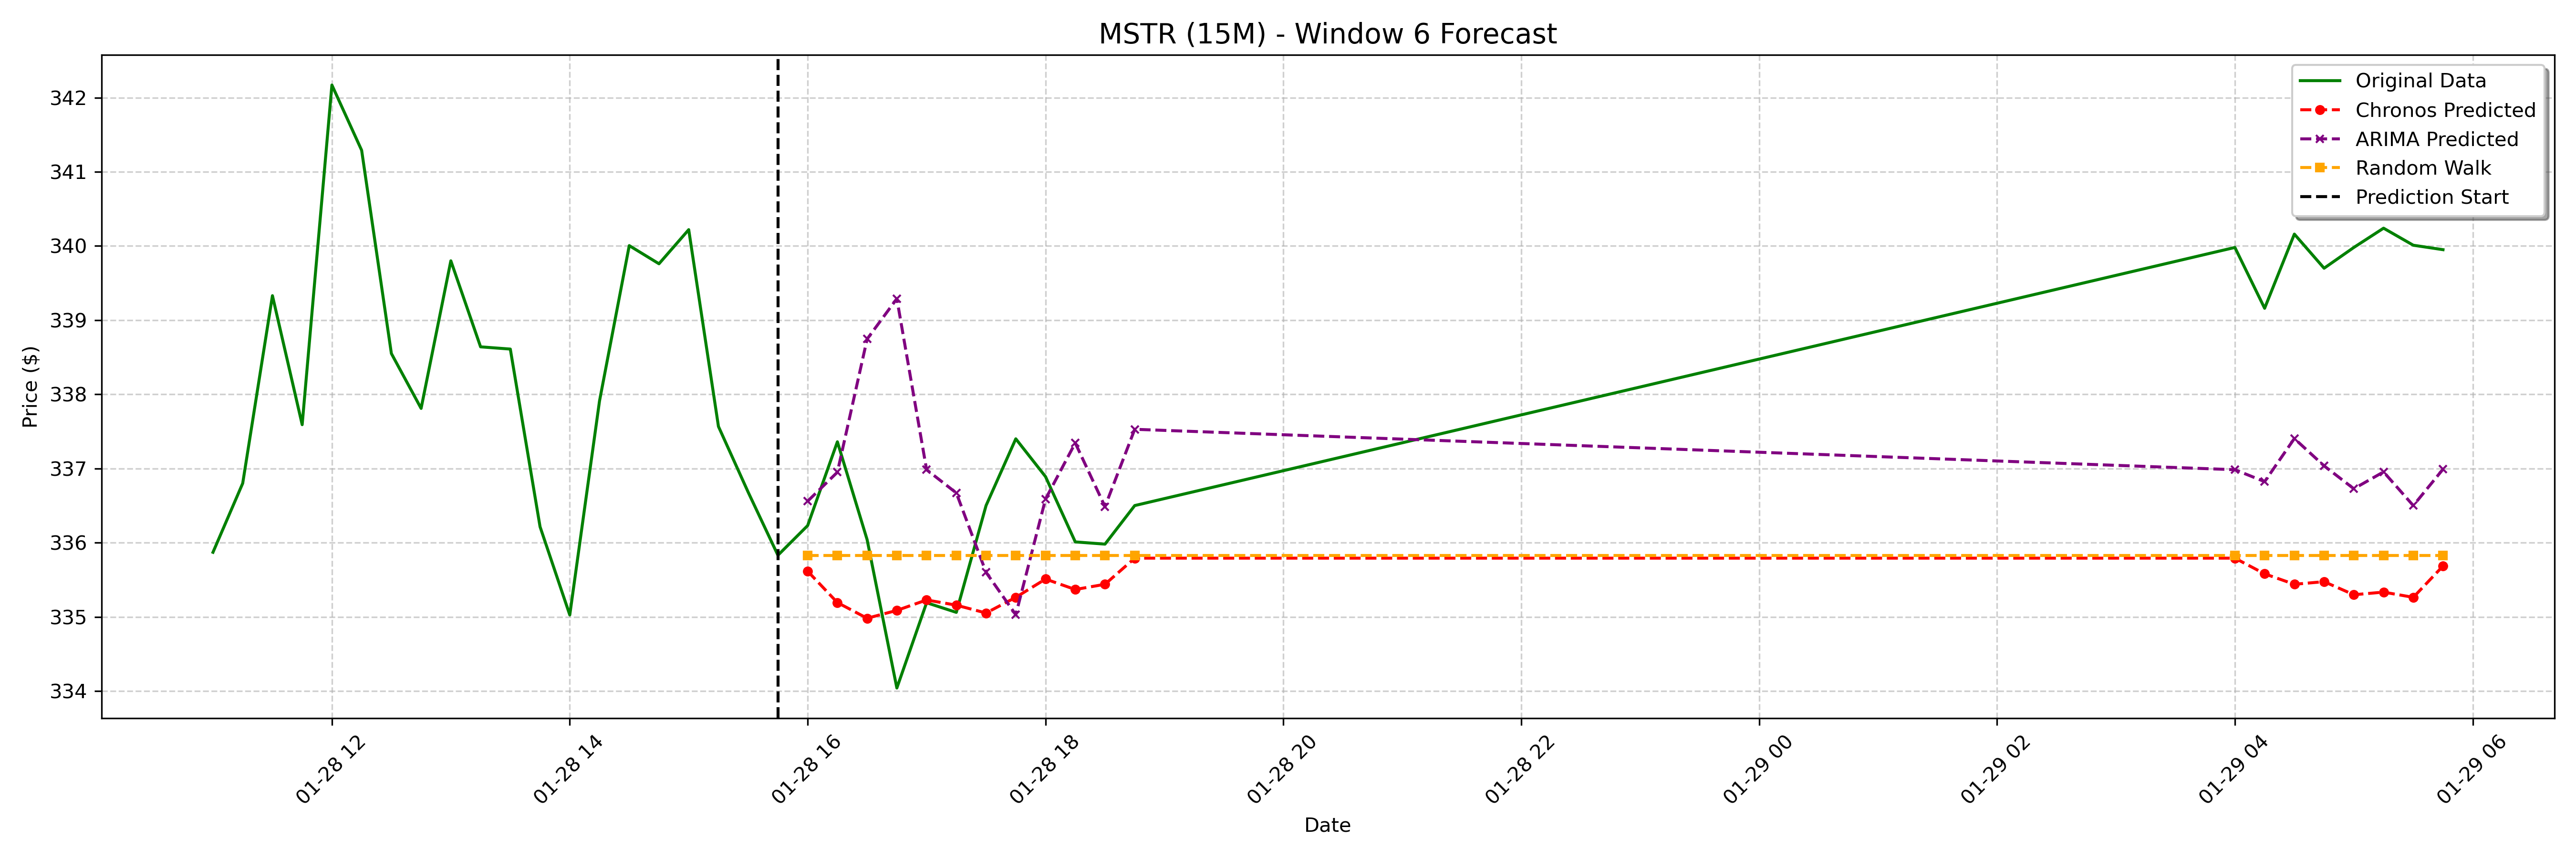 MSTR (15M) - Window 6 Forecast
Original Data
Chronos Predicted
ARIMA Predicted
Random Walk
Prediction Start
Price ($)
342
341
340
339
338
337
336
335
334
01-28 12
01-28 14
01-28 16
01-28 18
01-28 20
01-28 22
01-29 00
01-29 02
01-29 04
01-29 06
Date